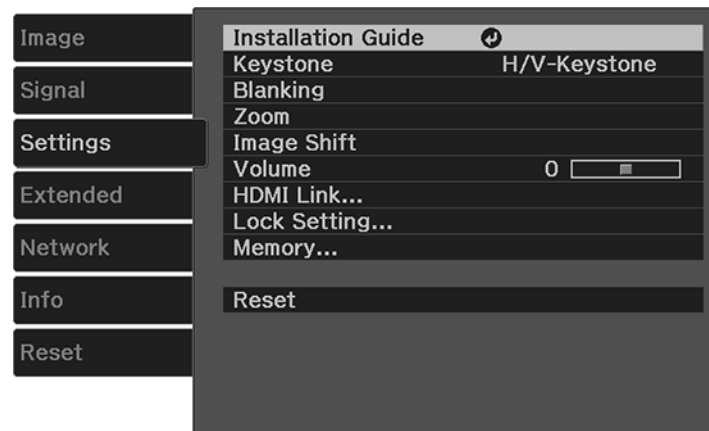 Image
Signal
Settings
Extended
Network
Info
Reset
Installation Guide
Keystone H/V-Keystone
Blanking
Zoom
Image Shift
Volume 0
HDMI Link...
Lock Setting...
Memory...
Reset